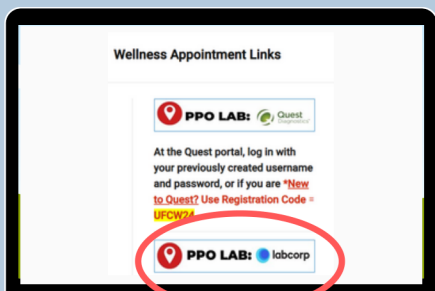 Wellness Appointment Links
PPO LAB: Quest Diagnostics
At the Quest portal, log in with
your previously created username
and password, or if you are *New
to Quest? Use Registration Code =
UFCW24
PPO LAB: labcorp